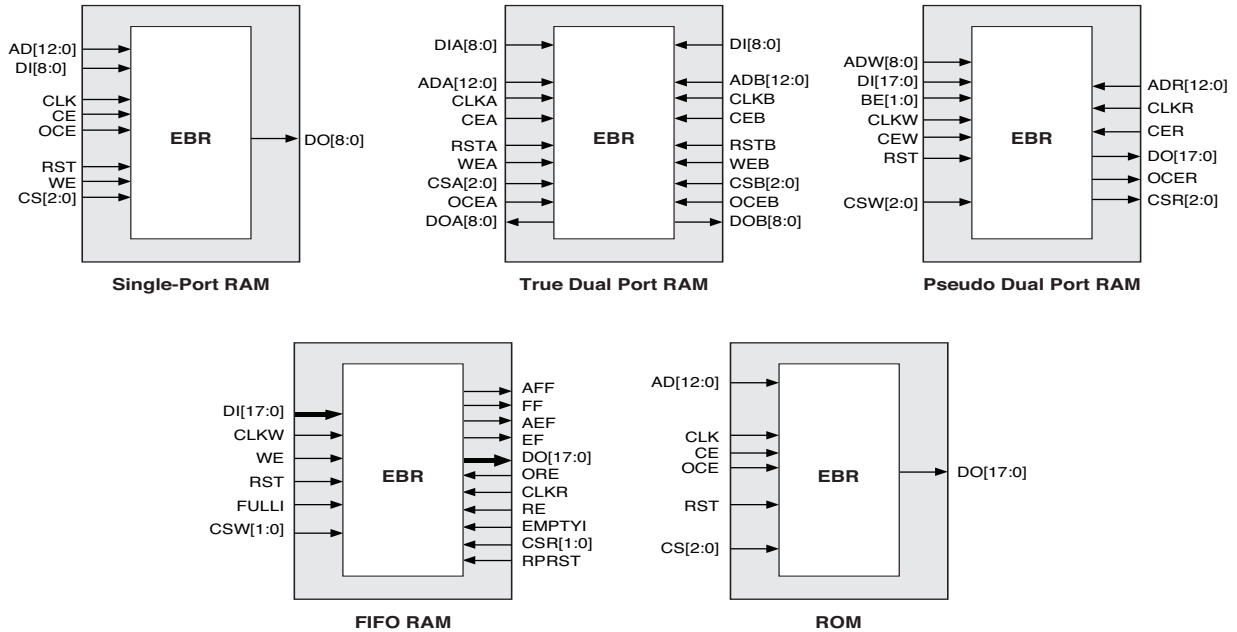 AD[12:0]
DI[8:0]
CLK
CE
OCE
RST
WE
CS[2:0]
EBR
DO[8:0]
Single-Port RAM
DIA[8:0]
ADA[12:0]
CLKA
CEA
RSTA
WEA
CSA[2:0]
OCEA
DOA[8:0]
EBR
DI[8:0]
ADB[12:0]
CLKB
CEB
RSTB
WEB
CSB[2:0]
OCEB
DOB[8:0]
True Dual Port RAM
ADW[8:0]
DI[17:0]
BE[1:0]
CLKW
CEW
RST
CSW[2:0]
EBR
ADR[12:0]
CLKR
CER
DO[17:0]
OCER
CSR[2:0]
Pseudo Dual Port RAM
DI[17:0]
CLKW
WE
RST
FULLI
CSW[1:0]
EBR
AFF
FF
AEF
EF
DO[17:0]
ORE
CLKR
RE
EMPTYI
CSR[1:0]
RPRST
FIFO RAM
AD[12:0]
CLK
CE
OCE
RST
CS[2:0]
EBR
DO[17:0]
ROM